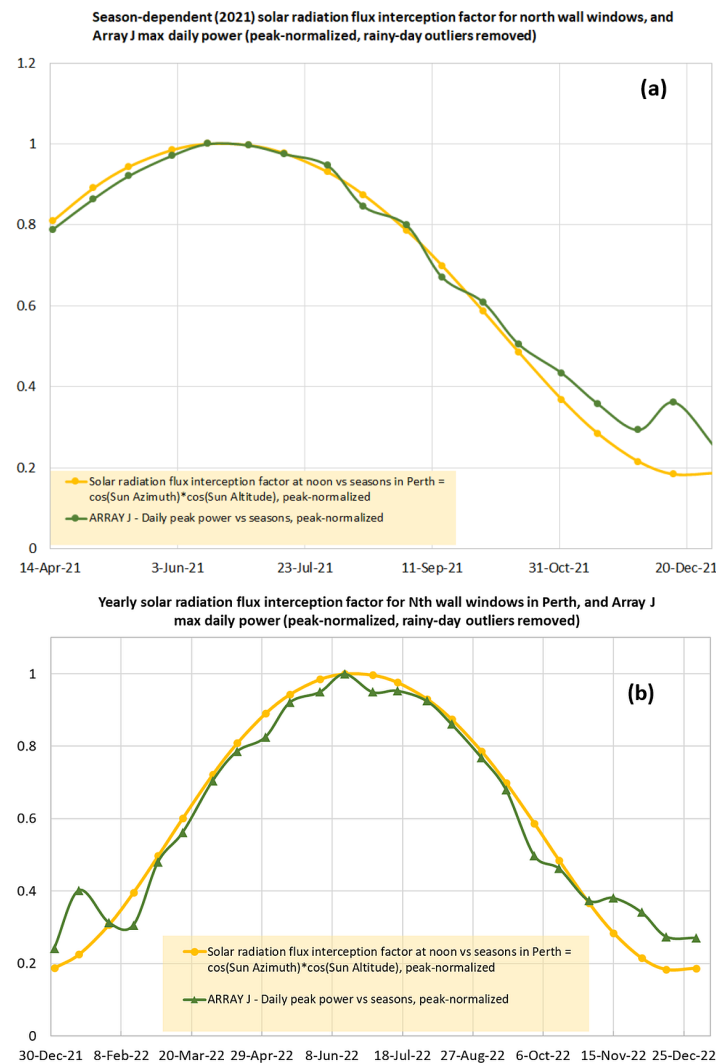 Season-dependent (2021) solar radiation flux interception factor for north wall windows, and
Array J max daily power (peak-normalized, rainy-day outliers removed)
1.2
(a)
1
0.8
0.6
0.4
0.2
Solar radiation flux interception factor at noon vs seasons in Perth =
cos(Sun Azimuth)*cos(Sun Altitude), peak-normalized
ARRAY J - Daily peak power vs seasons, peak-normalized
0
14-Apr-21 3-Jun-21 23-Jul-21 11-Sep-21 31-Oct-21 20-Dec-21
Yearly solar radiation flux interception factor for Nth wall windows in Perth, and Array J
max daily power (peak-normalized, rainy-day outliers removed)
1
(b)
0.8
0.6
0.4
0.2
Solar radiation flux interception factor at noon vs seasons in Perth =
cos(Sun Azimuth)*cos(Sun Altitude), peak-normalized
ARRAY J - Daily peak power vs seasons, peak-normalized
0
30-Dec-21 8-Feb-22 20-Mar-22 29-Apr-22 8-Jun-22 18-Jul-22 27-Aug-22 6-Oct-22 15-Nov-22 25-Dec-22